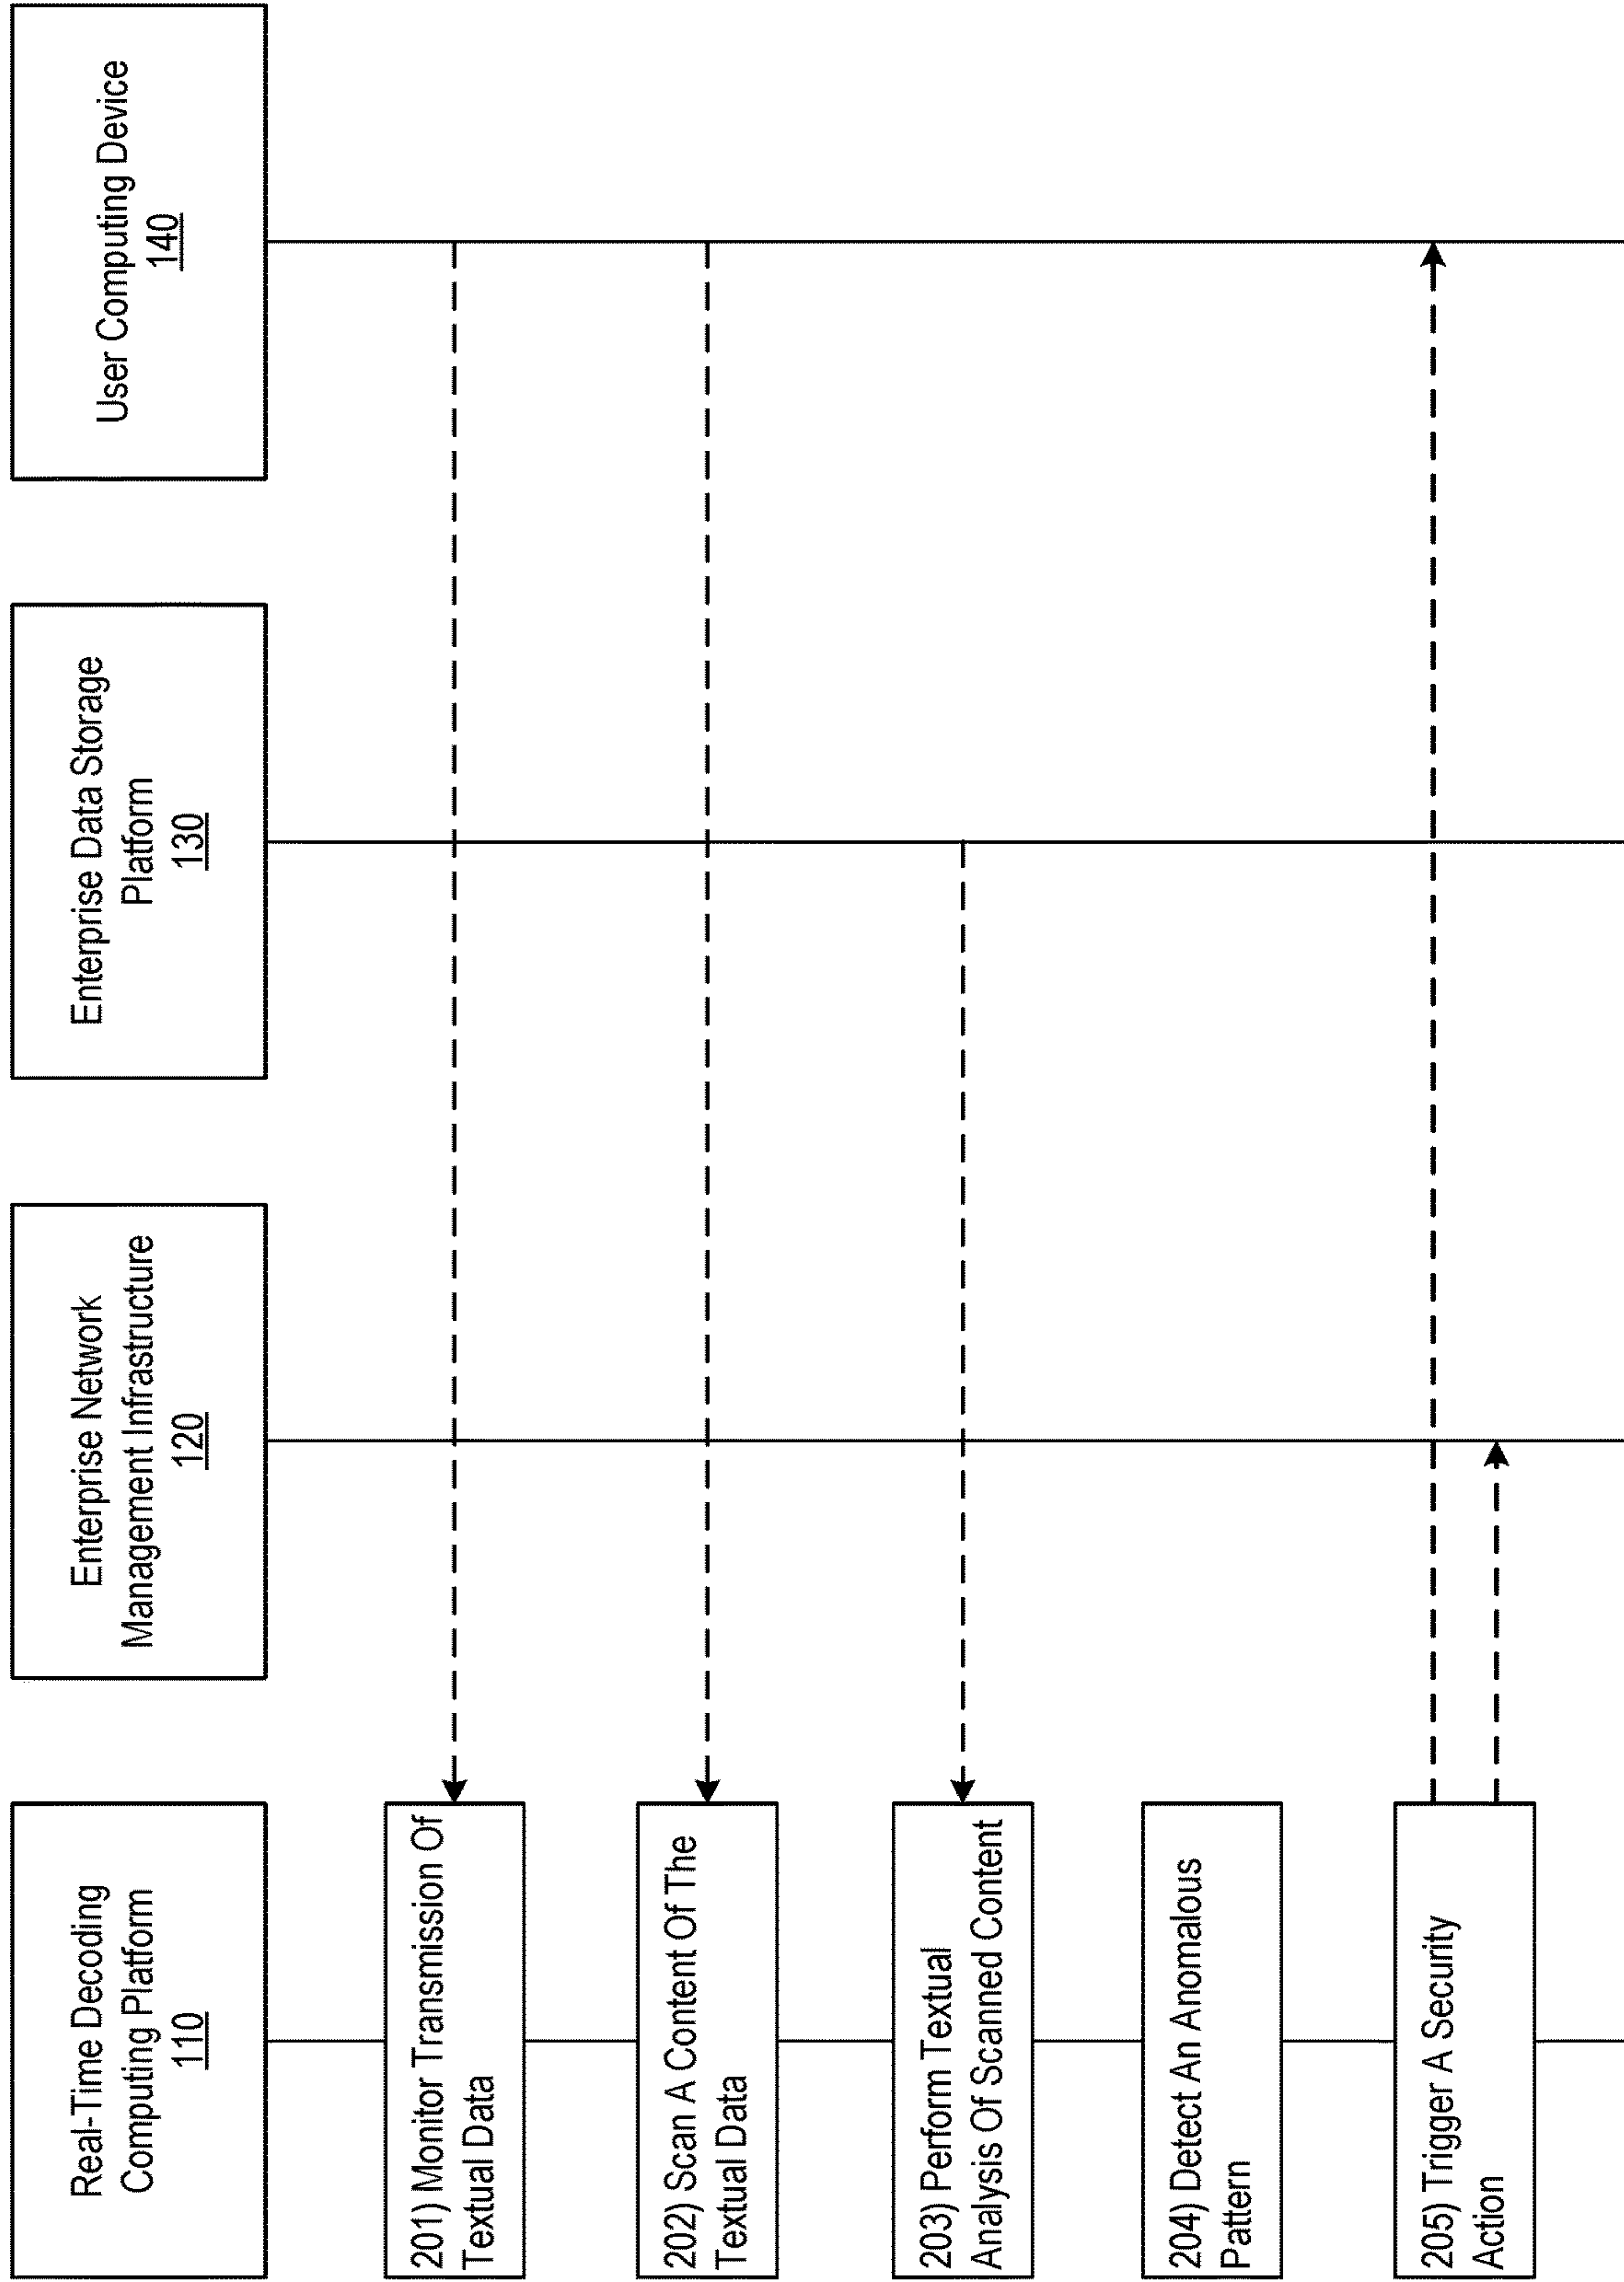 Real-Time Decoding
Computing Platform
110
Enterprise Network
Management Infrastructure
120
Enterprise Data Storage
Platform
130
User Computing Device
140
201) Monitor Transmission Of
Textual Data
202) Scan A Content Of The
Textual Data
203) Perform Textual
Analysis Of Scanned Content
204) Detect An Anomalous
Pattern
205) Trigger A Security
Action